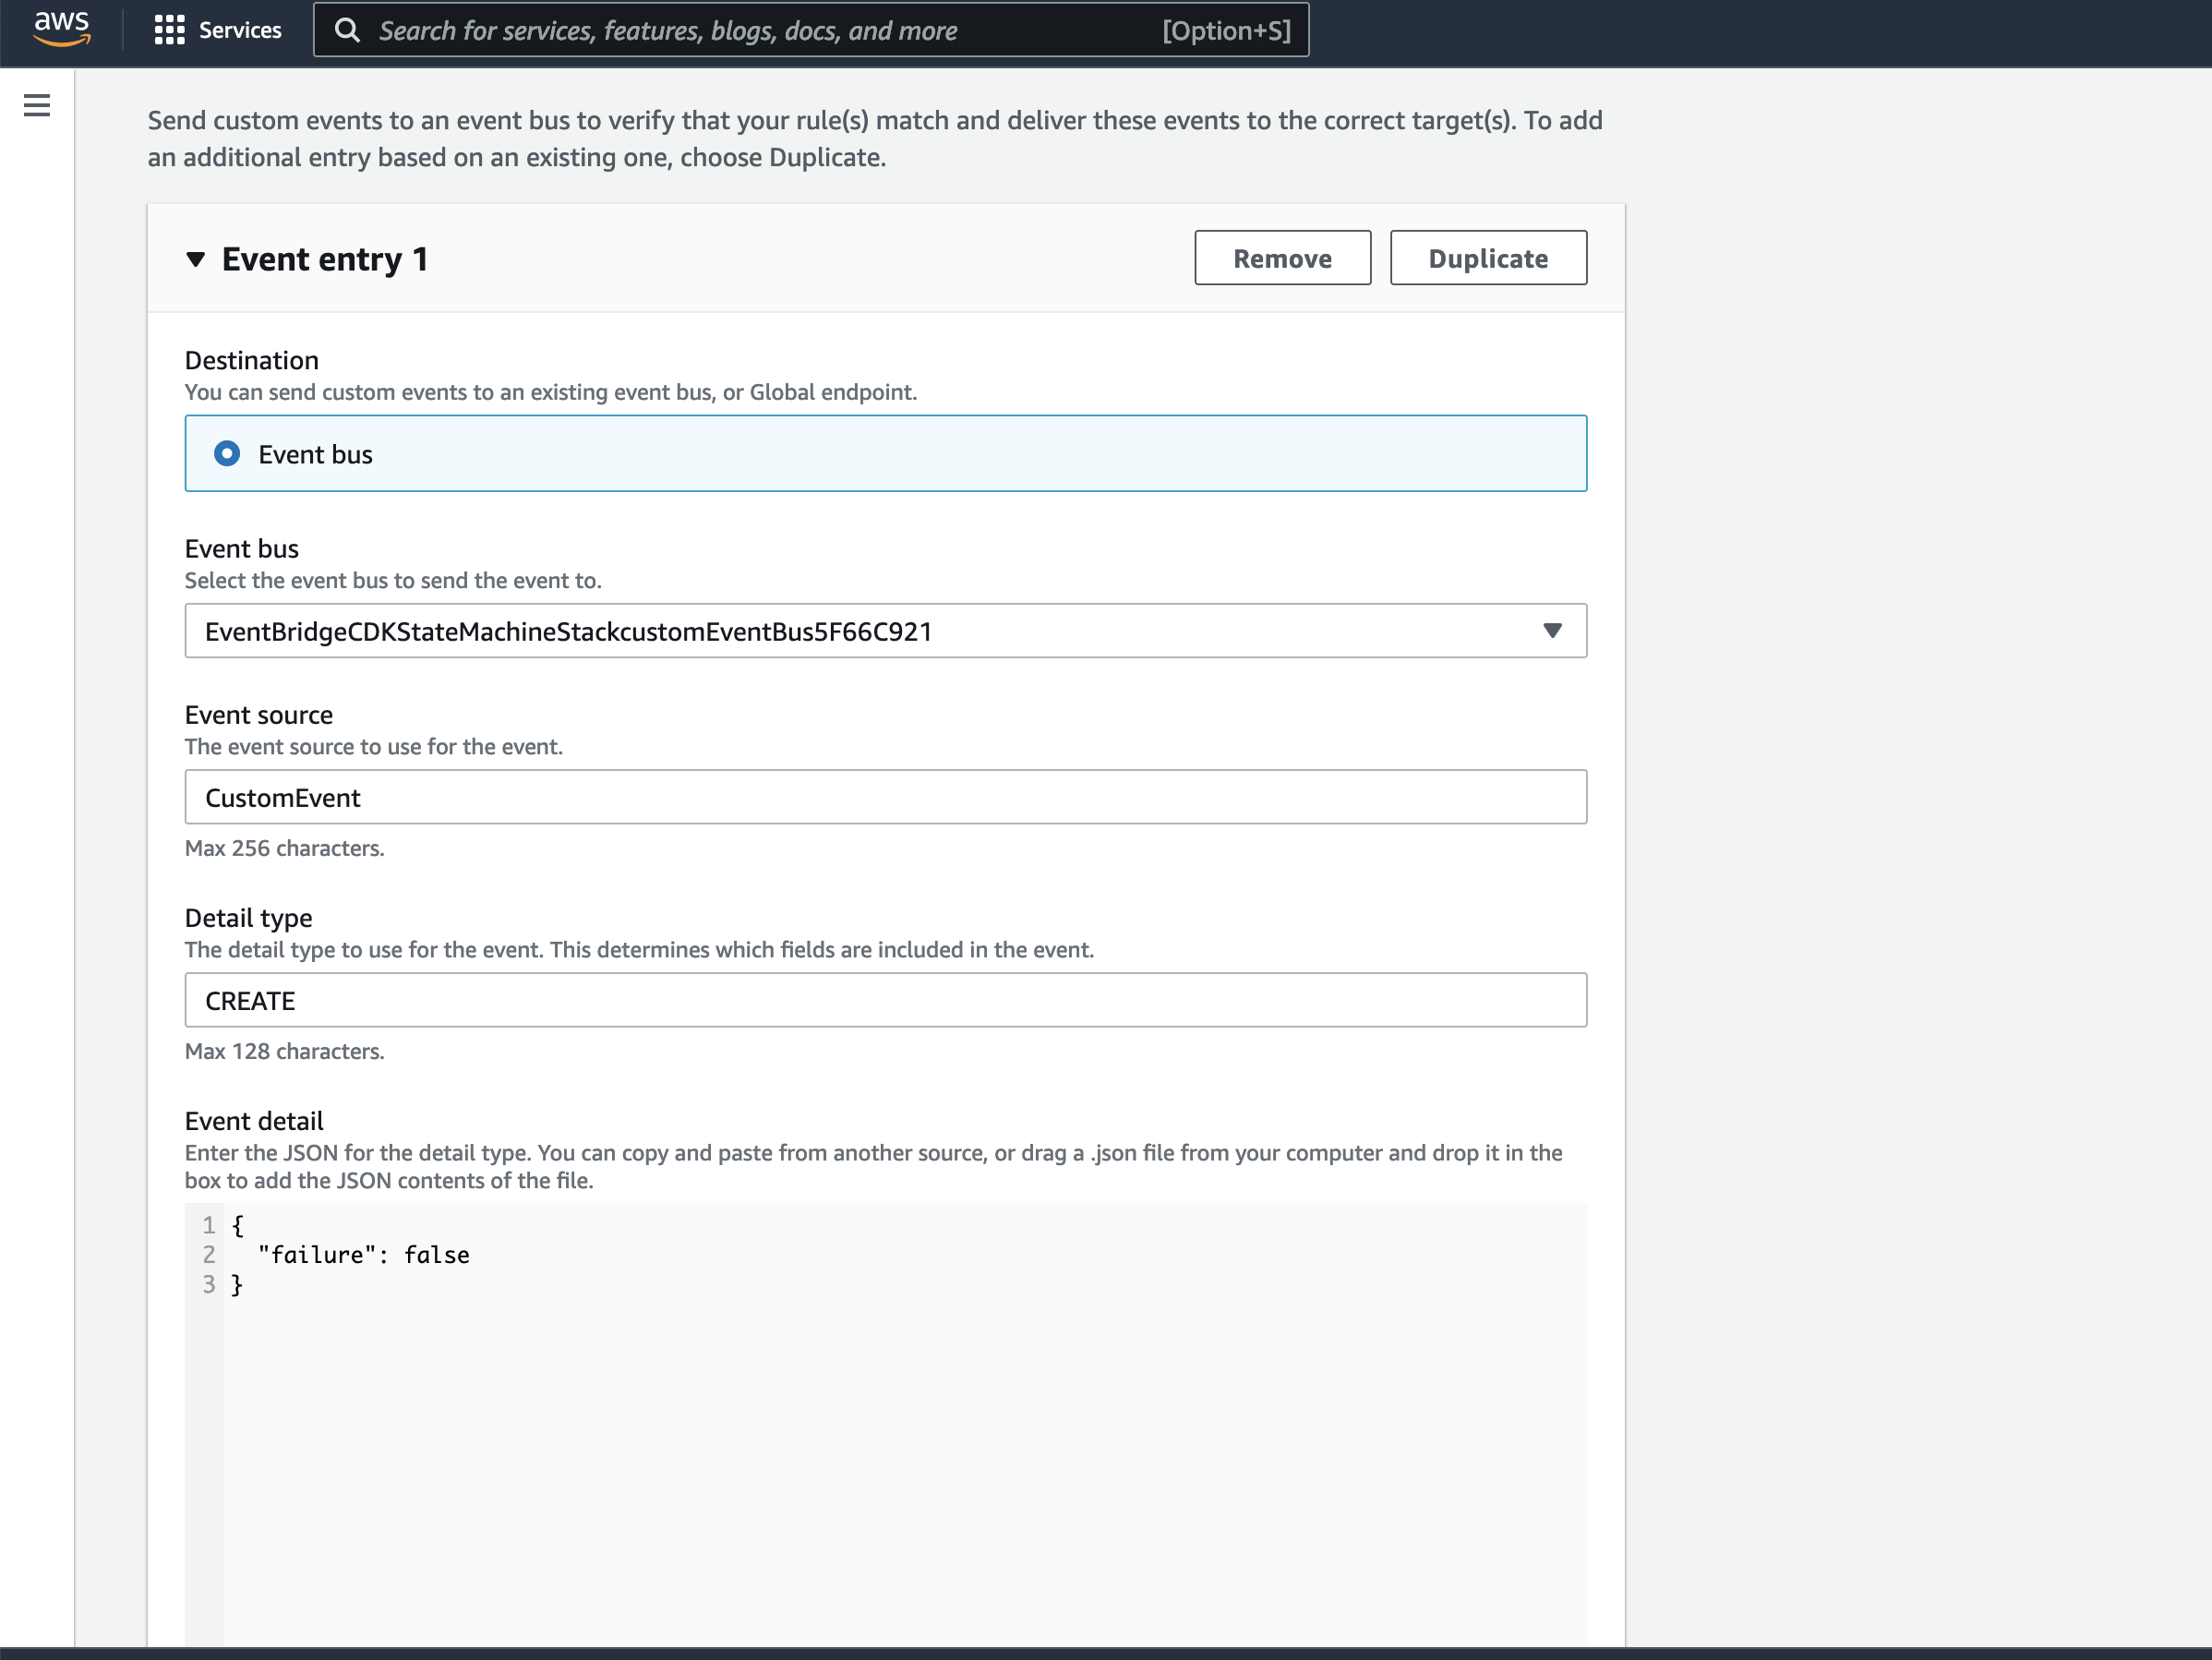 aws
Services
Search for services, features, blogs, docs, and more
[Option+S]
Send custom events to an event bus to verify that your rule(s) match and deliver these events to the correct target(s). To add
an additional entry based on an existing one, choose Duplicate.
Event entry 1
Remove
Duplicate
Destination
You can send custom events to an existing event bus, or Global endpoint.
Event bus
Event bus
Select the event bus to send the event to.
EventBridgeCDKStateMachineStackcustomEventBus5F66C921
Event source
The event source to use for the event.
CustomEvent
Max 256 characters.
Detail type
The detail type to use for the event. This determines which fields are included in the event.
CREATE
Max 128 characters.
Event detail
Enter the JSON for the detail type. You can copy and paste from another source, or drag a .json file from your computer and drop it in the
box to add the JSON contents of the file.
1 {
2   "failure": false
3 }